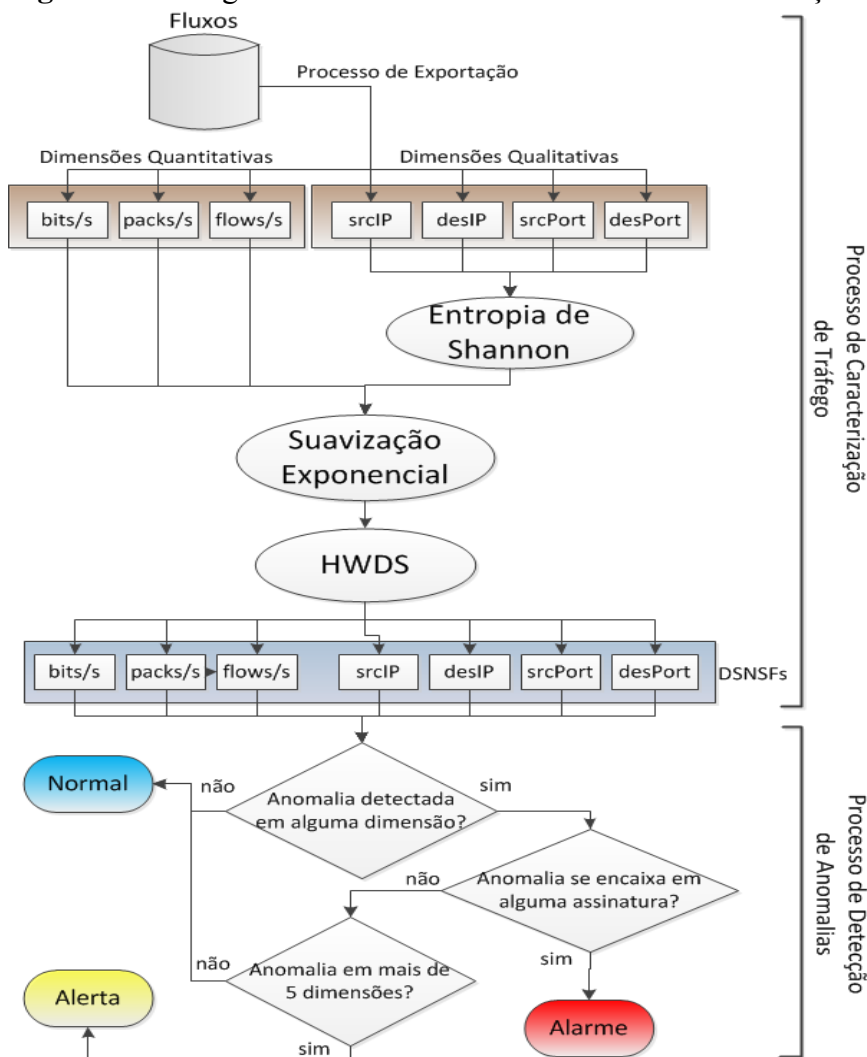 Fluxos
Processo de Exportação
Dimensões Quantitativas
Dimensões Qualitativas
bits/s
packs/s
flows/s
srcIP
desIP
srcPort
desPort
Entropia de
Shannon
Suavização
Exponencial
HWDS
bits/s
packs/s
flows/s
srcIP
desIP
srcPort
desPort
DSNSFs
Processo de Caracterização
de Tráfego
Normal
não
Anomalia detectada
em alguma dimensão?
sim
não
Anomalia se encaixa em
alguma assinatura?
não
Anomalia em mais de
5 dimensões?
sim
Alerta
Alarme
sim
Processo de Detecção
de Anomalias